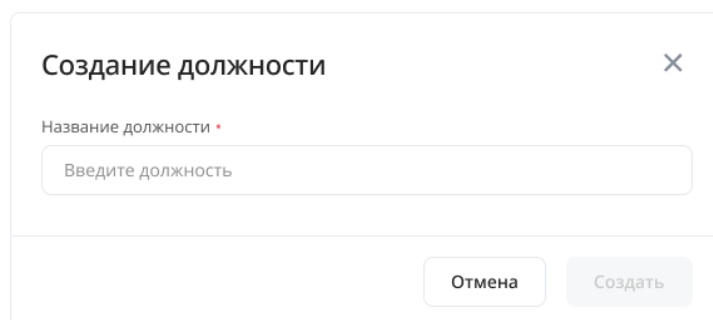 Создание должности
Название должности •
Введите должность
Отмена
Создать